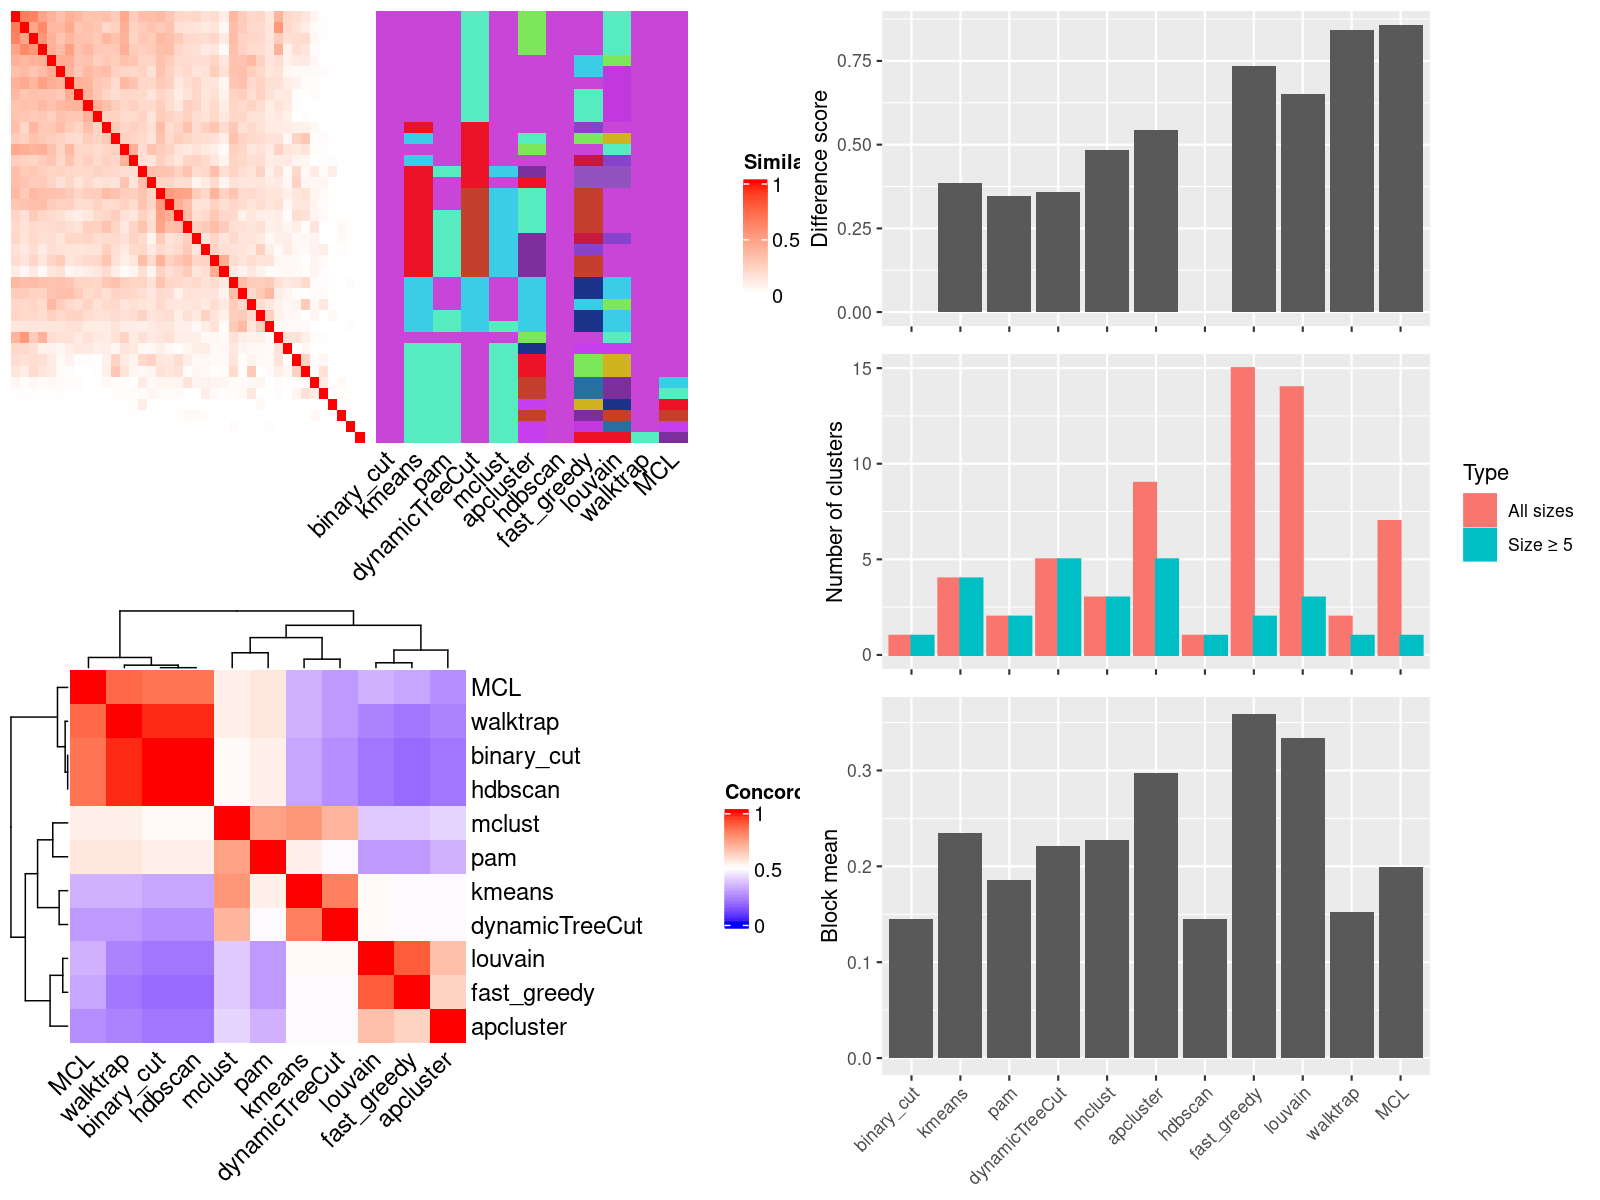 Simila
1
0.5
0
binary_cut
kmeans
pam
dynamicTreeCut
mclust
apcluster
hdbscan
fast_greedy
louvain
walktrap
MCL
MCL
walktrap
binary_cut
hdbscan
mclust
pam
kmeans
dynamicTreeCut
louvain
fast_greedy
apcluster
MCL
walktrap
binary_cut
hdbscan
mclust
pam
kmeans
dynamicTreeCut
louvain
fast_greedy
apcluster
Concord
1
0.5
0
Difference score
0.75
0.50
0.25
0.00
Number of clusters
15
10
5
0
Type
All sizes
Size ≥ 5
Block mean
0.3
0.2
0.1
0.0
binary_cut
kmeans
pam
dynamicTreeCut
mclust
apcluster
hdbscan
fast_greedy
louvain
walktrap
MCL